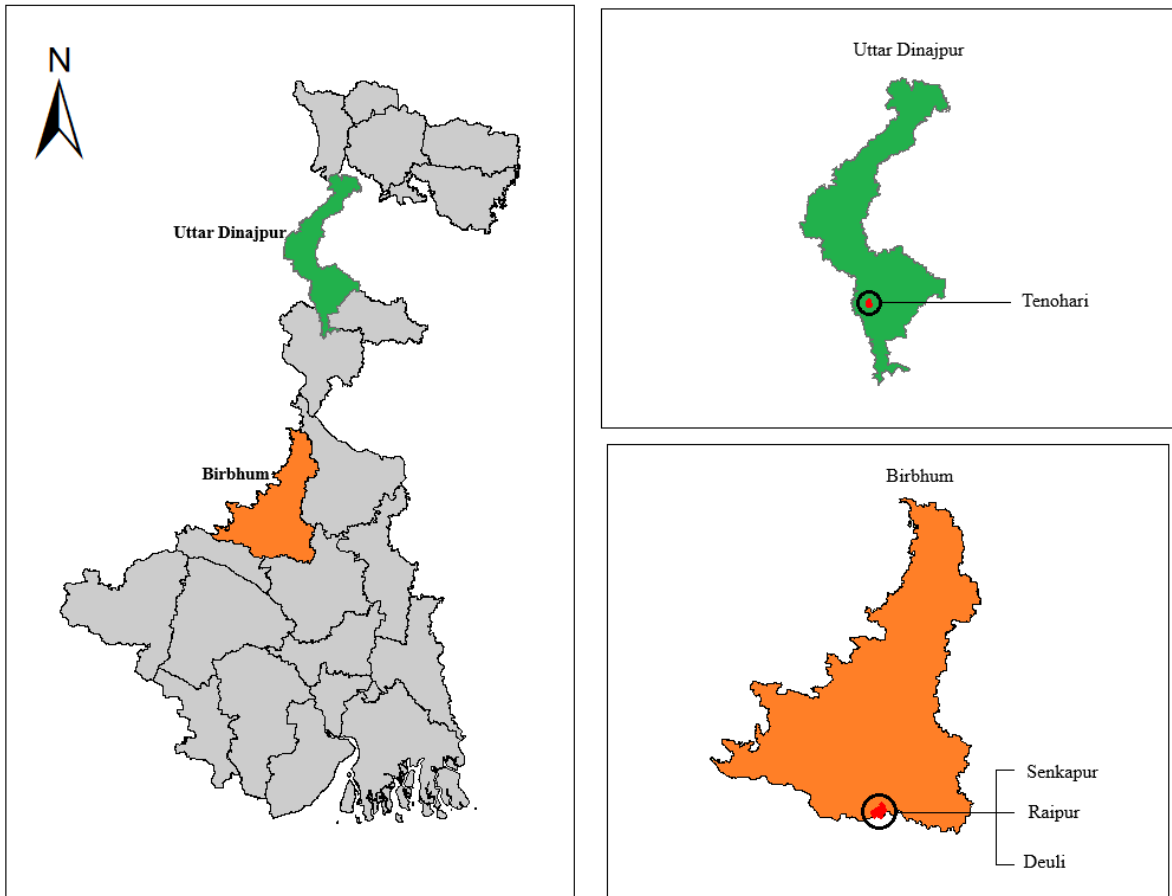 N
Uttar Dinajpur
Birbhum
Uttar Dinajpur
Tenohari
Birbhum
Senkapur
Raipur
Deuli